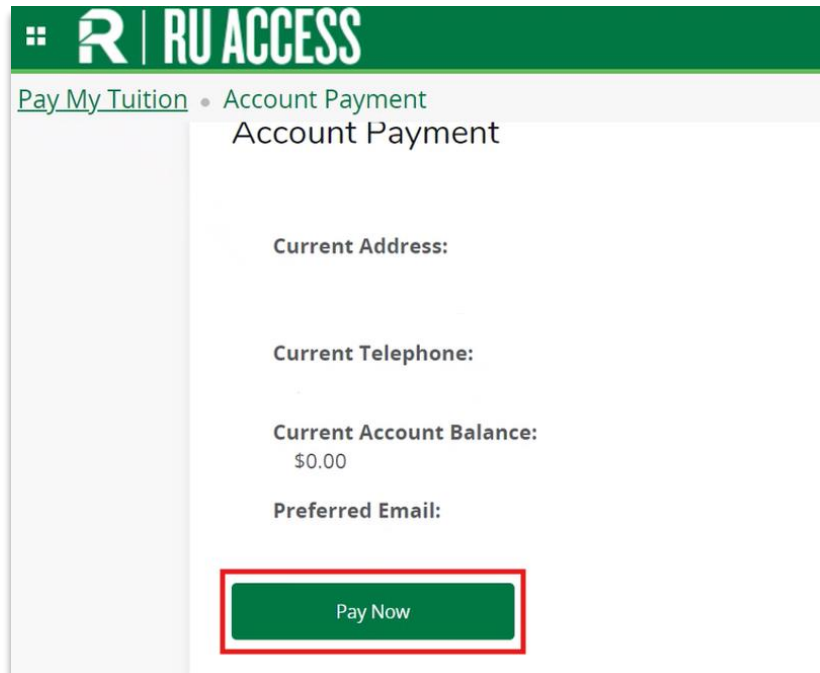 R | RU ACCESS
Pay My Tuition • Account Payment
Account Payment
Current Address:
Current Telephone:
Current Account Balance:
$0.00
Preferred Email:
Pay Now